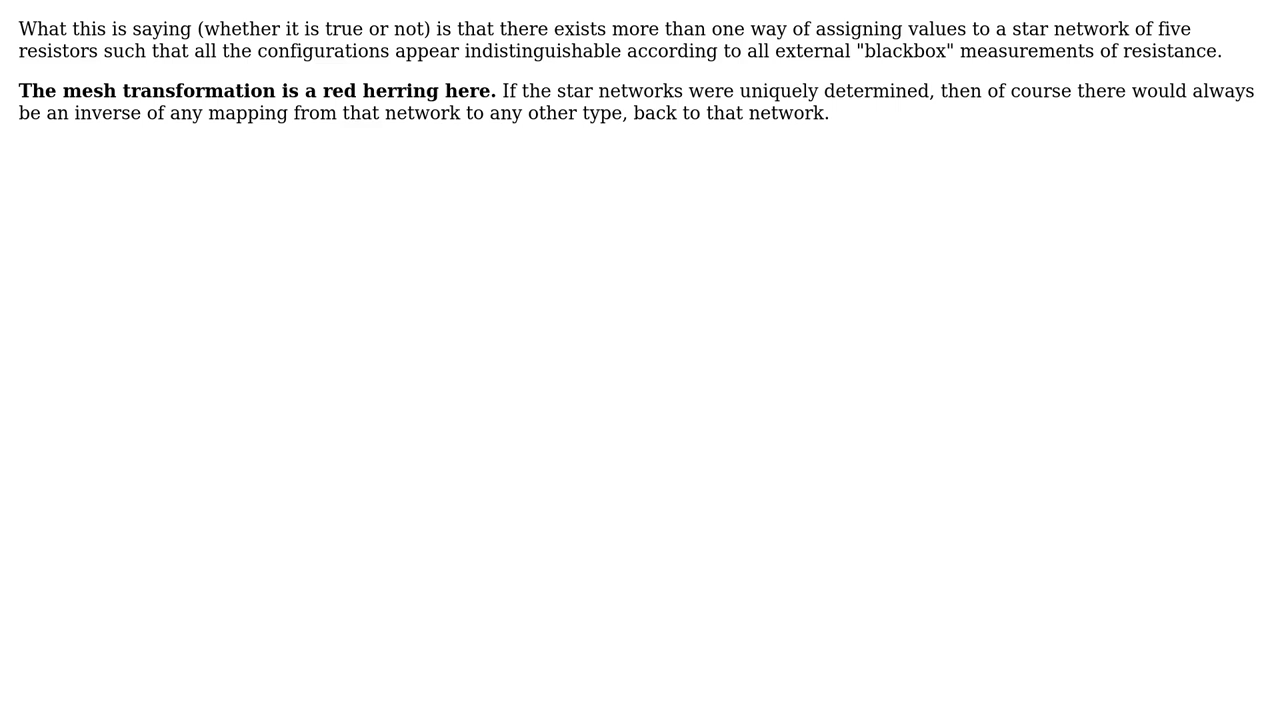 What this is saying (whether it is true or not) is that there exists more than one way of assigning values to a star network of five
resistors such that all the configurations appear indistinguishable according to all external "blackbox" measurements of resistance.
The mesh transformation is a red herring here. If the star networks were uniquely determined, then of course there would always
be an inverse of any mapping from that network to any other type, back to that network.